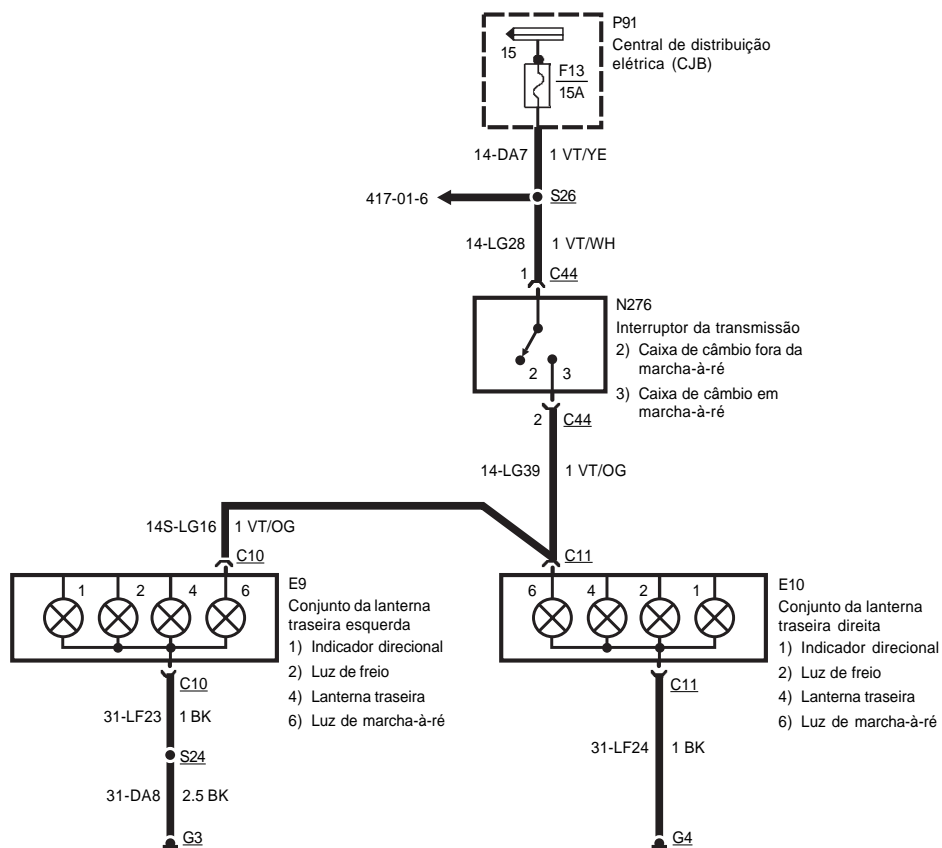 P91
Central de distribuição
elétrica (CJB)
15
F13
15A
14-DA7 1 VT/YE
417-01-6 S26
14-LG28 1 VT/WH
1 C44
N276
Interruptor da transmissão
2) Caixa de câmbio fora da
marcha-à-ré
3) Caixa de câmbio em
marcha-à-ré
2 3
2 C44
14-LG39 1 VT/OG
14S-LG16 1 VT/OG
C10 C11
1 2 4 6
E9
Conjunto da lanterna
traseira esquerda
1) Indicador direcional
2) Luz de freio
4) Lanterna traseira
6) Luz de marcha-à-ré
6 4 2 1
E10
Conjunto da lanterna
traseira direita
1) Indicador direcional
2) Luz de freio
4) Lanterna traseira
6) Luz de marcha-à-ré
C10 C11
31-LF23 1 BK
S24
31-LF24 1 BK
31-DA8 2.5 BK
G3 G4